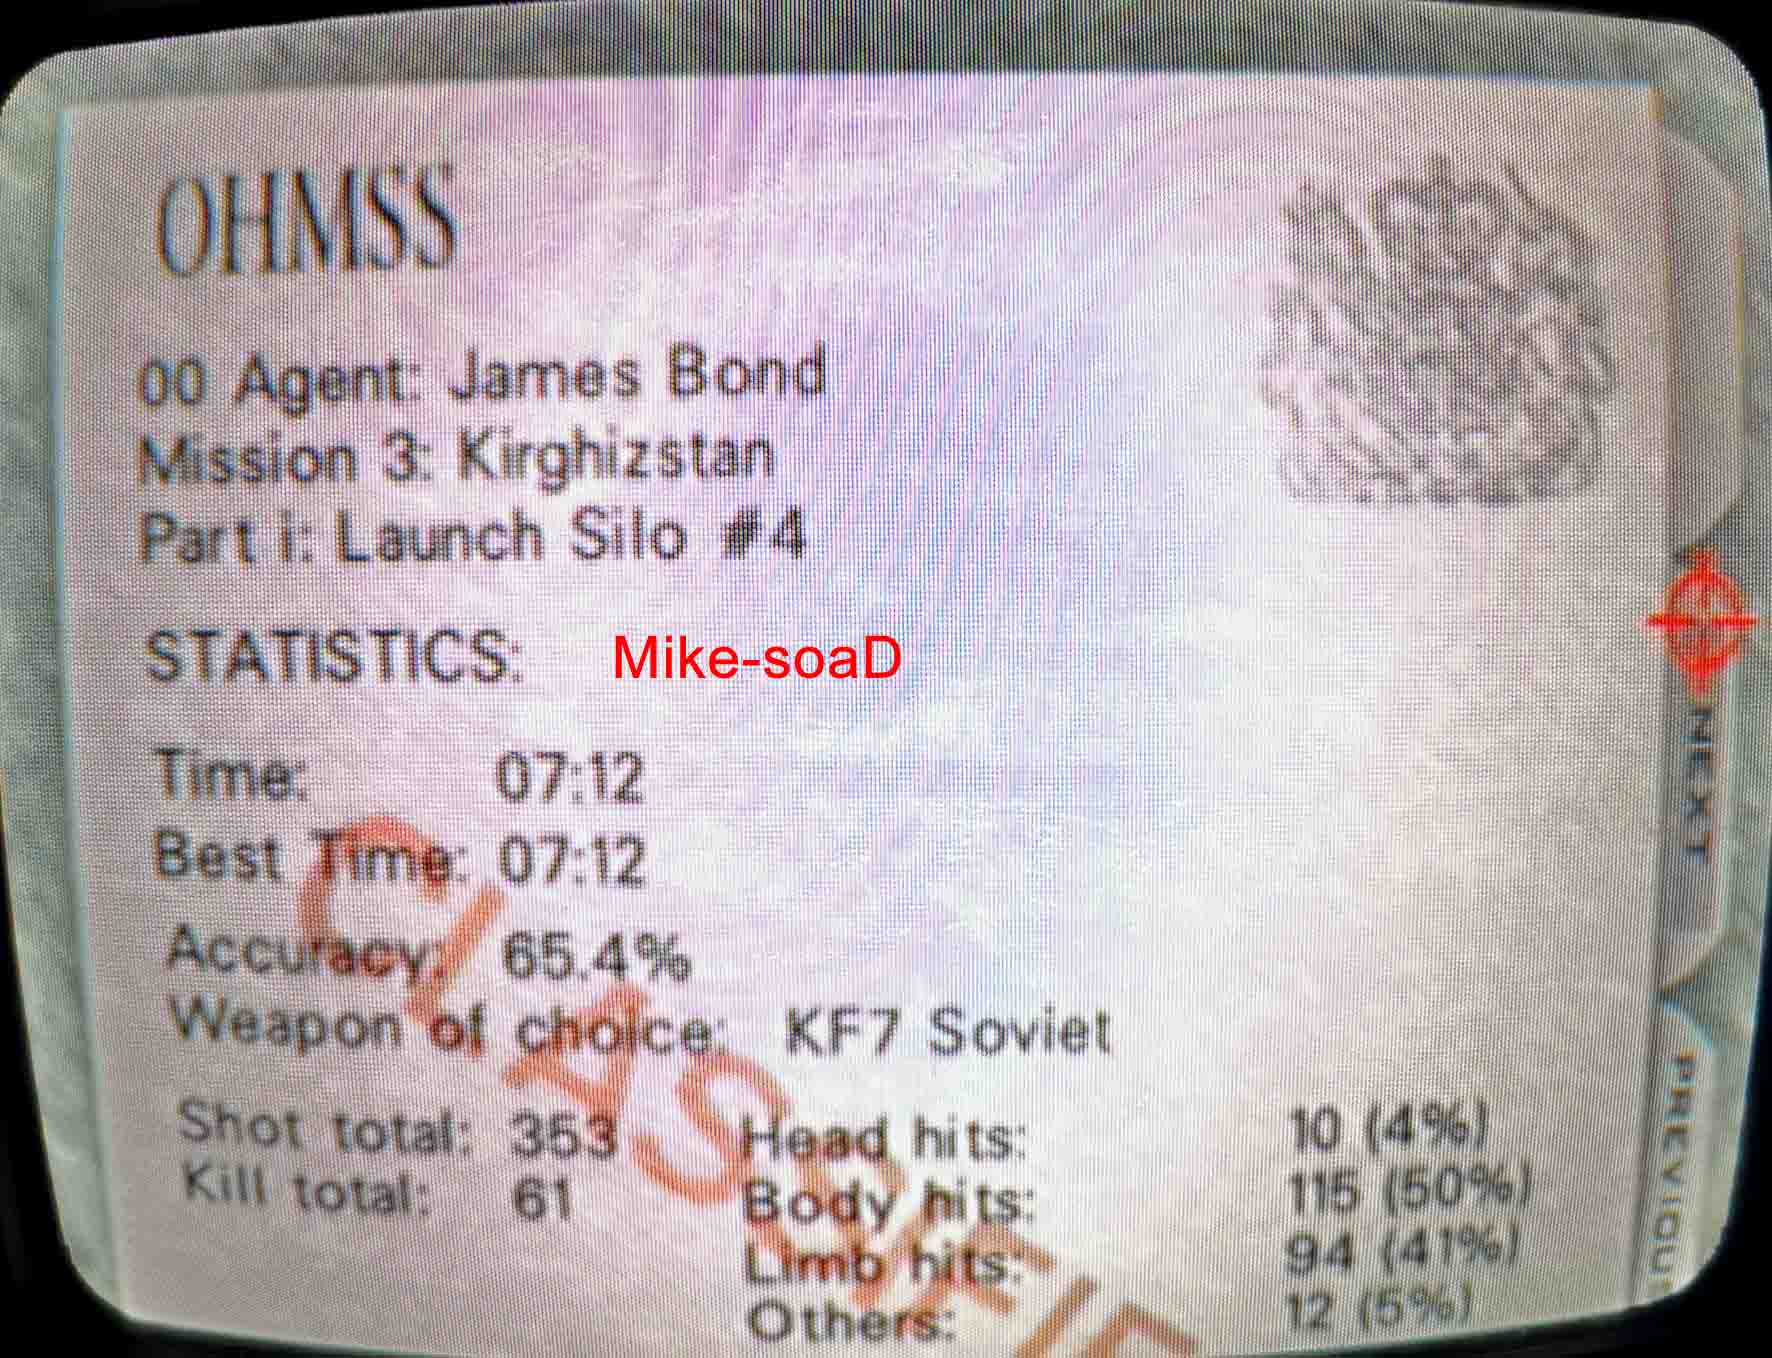 OHMSS
00 Agent: James Bond
Mission 3: Kirghizstan
Part i: Launch Silo #4
STATISTICS:
Mike-soaD
Time: 07:12
Best Time: 07:12
Accuracy: 65.4%
Weapon of choice: KF7 Soviet
Shot total: 353
Kill total: 61
Head hits: 10 (4%)
Body hits: 115 (50%)
Limb hits: 94 (41%)
Others: 12 (5%)
NEXT
PREVIOUS
CLASSIFIE